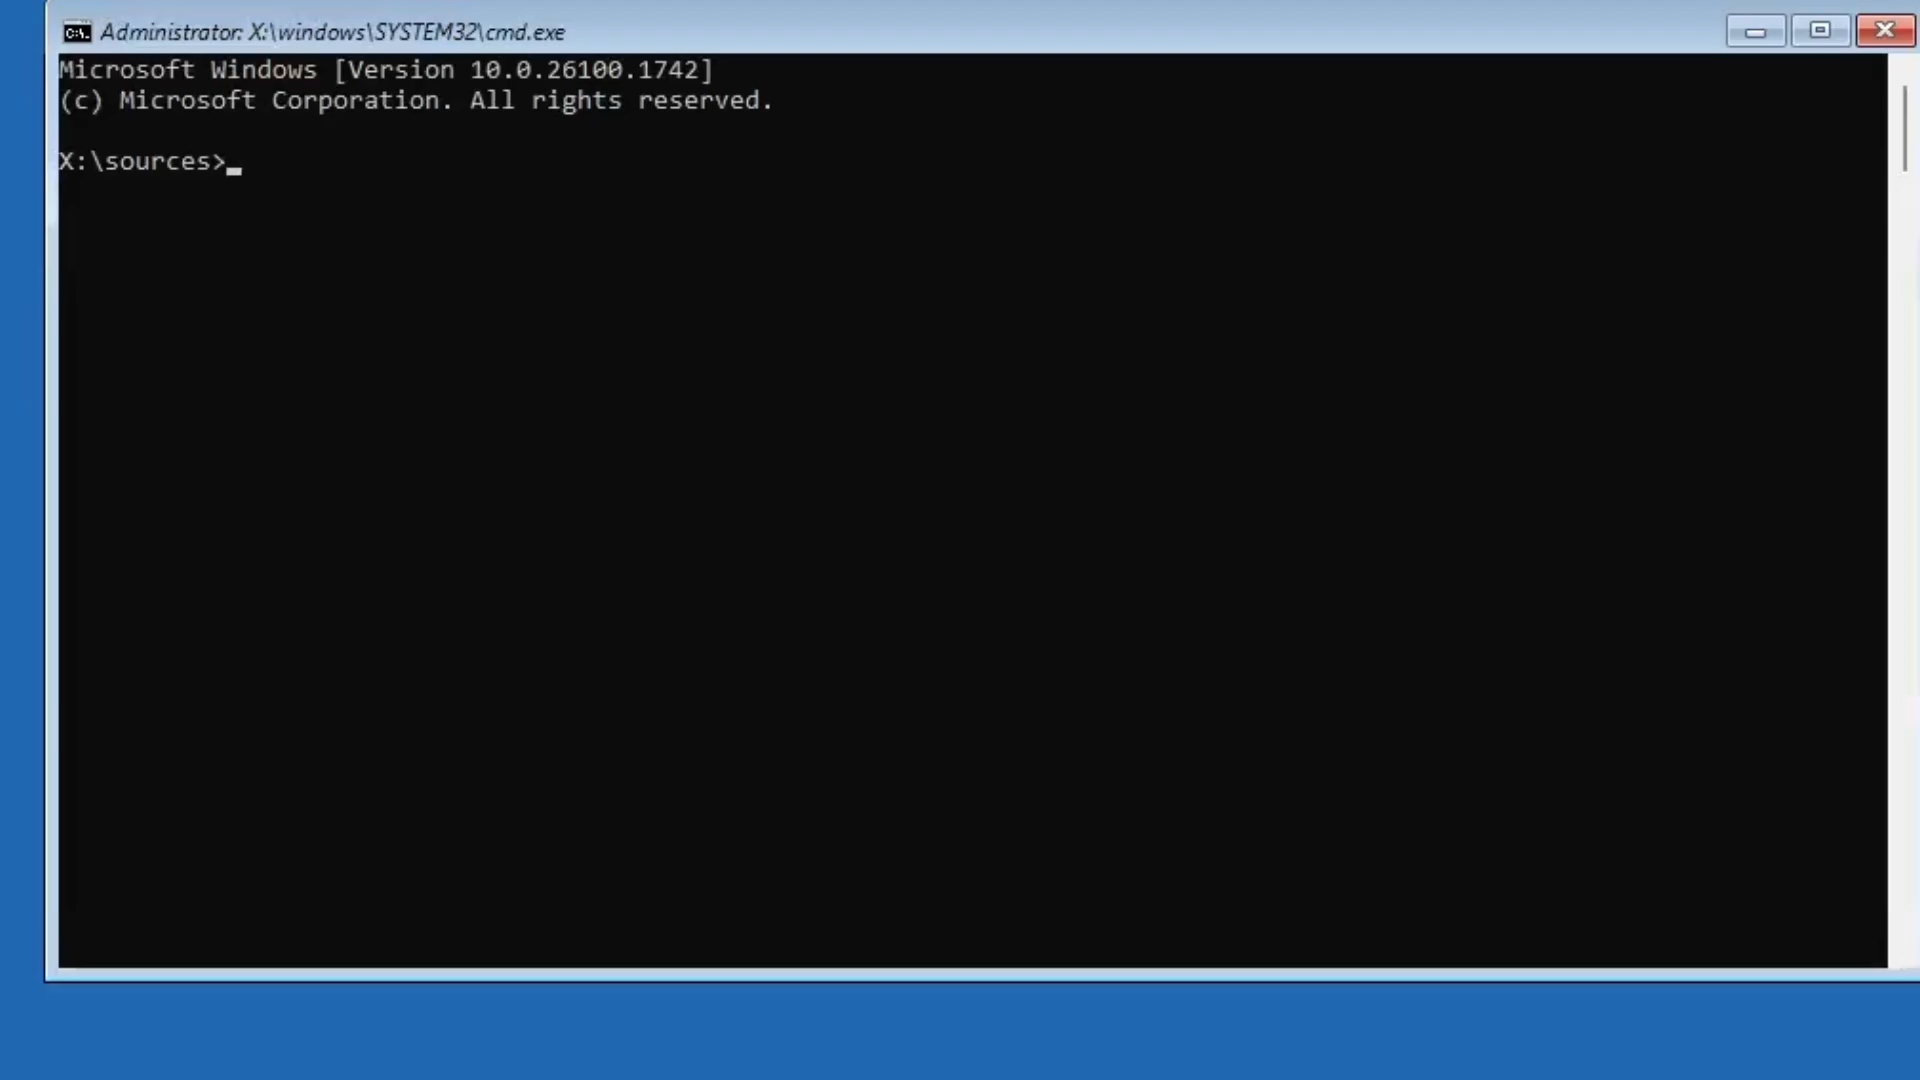 Administrator: X:\windows\SYSTEM32\cmd.exe
Microsoft Windows [Version 10.0.26100.1742]
(c) Microsoft Corporation. All rights reserved.
X:\sources>